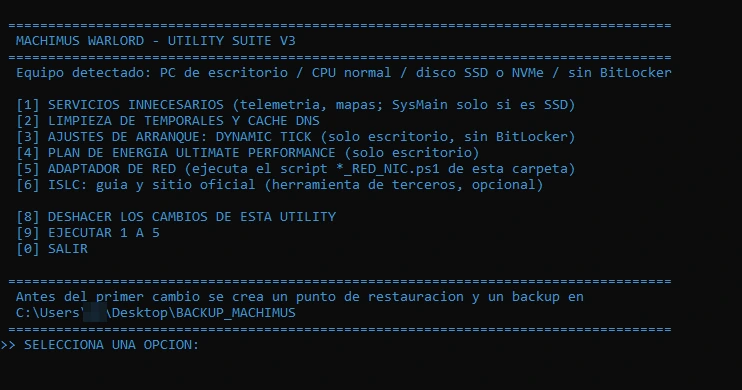 ======================================================================
MACHIMUS WARLORD - UTILITY SUITE V3
======================================================================
Equipo detectado: PC de escritorio / CPU normal / disco SSD o NVMe / sin BitLocker
[1] SERVICIOS INNECESARIOS (telemetria, mapas; SysMain solo si es SSD)
[2] LIMPIEZA DE TEMPORALES Y CACHE DNS
[3] AJUSTES DE ARRANQUE: DYNAMIC TICK (solo escritorio, sin BitLocker)
[4] PLAN DE ENERGIA ULTIMATE PERFORMANCE (solo escritorio)
[5] ADAPTADOR DE RED (ejecuta el script *_RED_NIC.ps1 de esta carpeta)
[6] ISLC: guia y sitio oficial (herramienta de terceros, opcional)
[8] DESHACER LOS CAMBIOS DE ESTA UTILITY
[9] EJECUTAR 1 A 5
[0] SALIR
======================================================================
Antes del primer cambio se crea un punto de restauracion y un backup en
C:\Users\ \Desktop\BACKUP_MACHIMUS
======================================================================
>> SELECCIONA UNA OPCION: